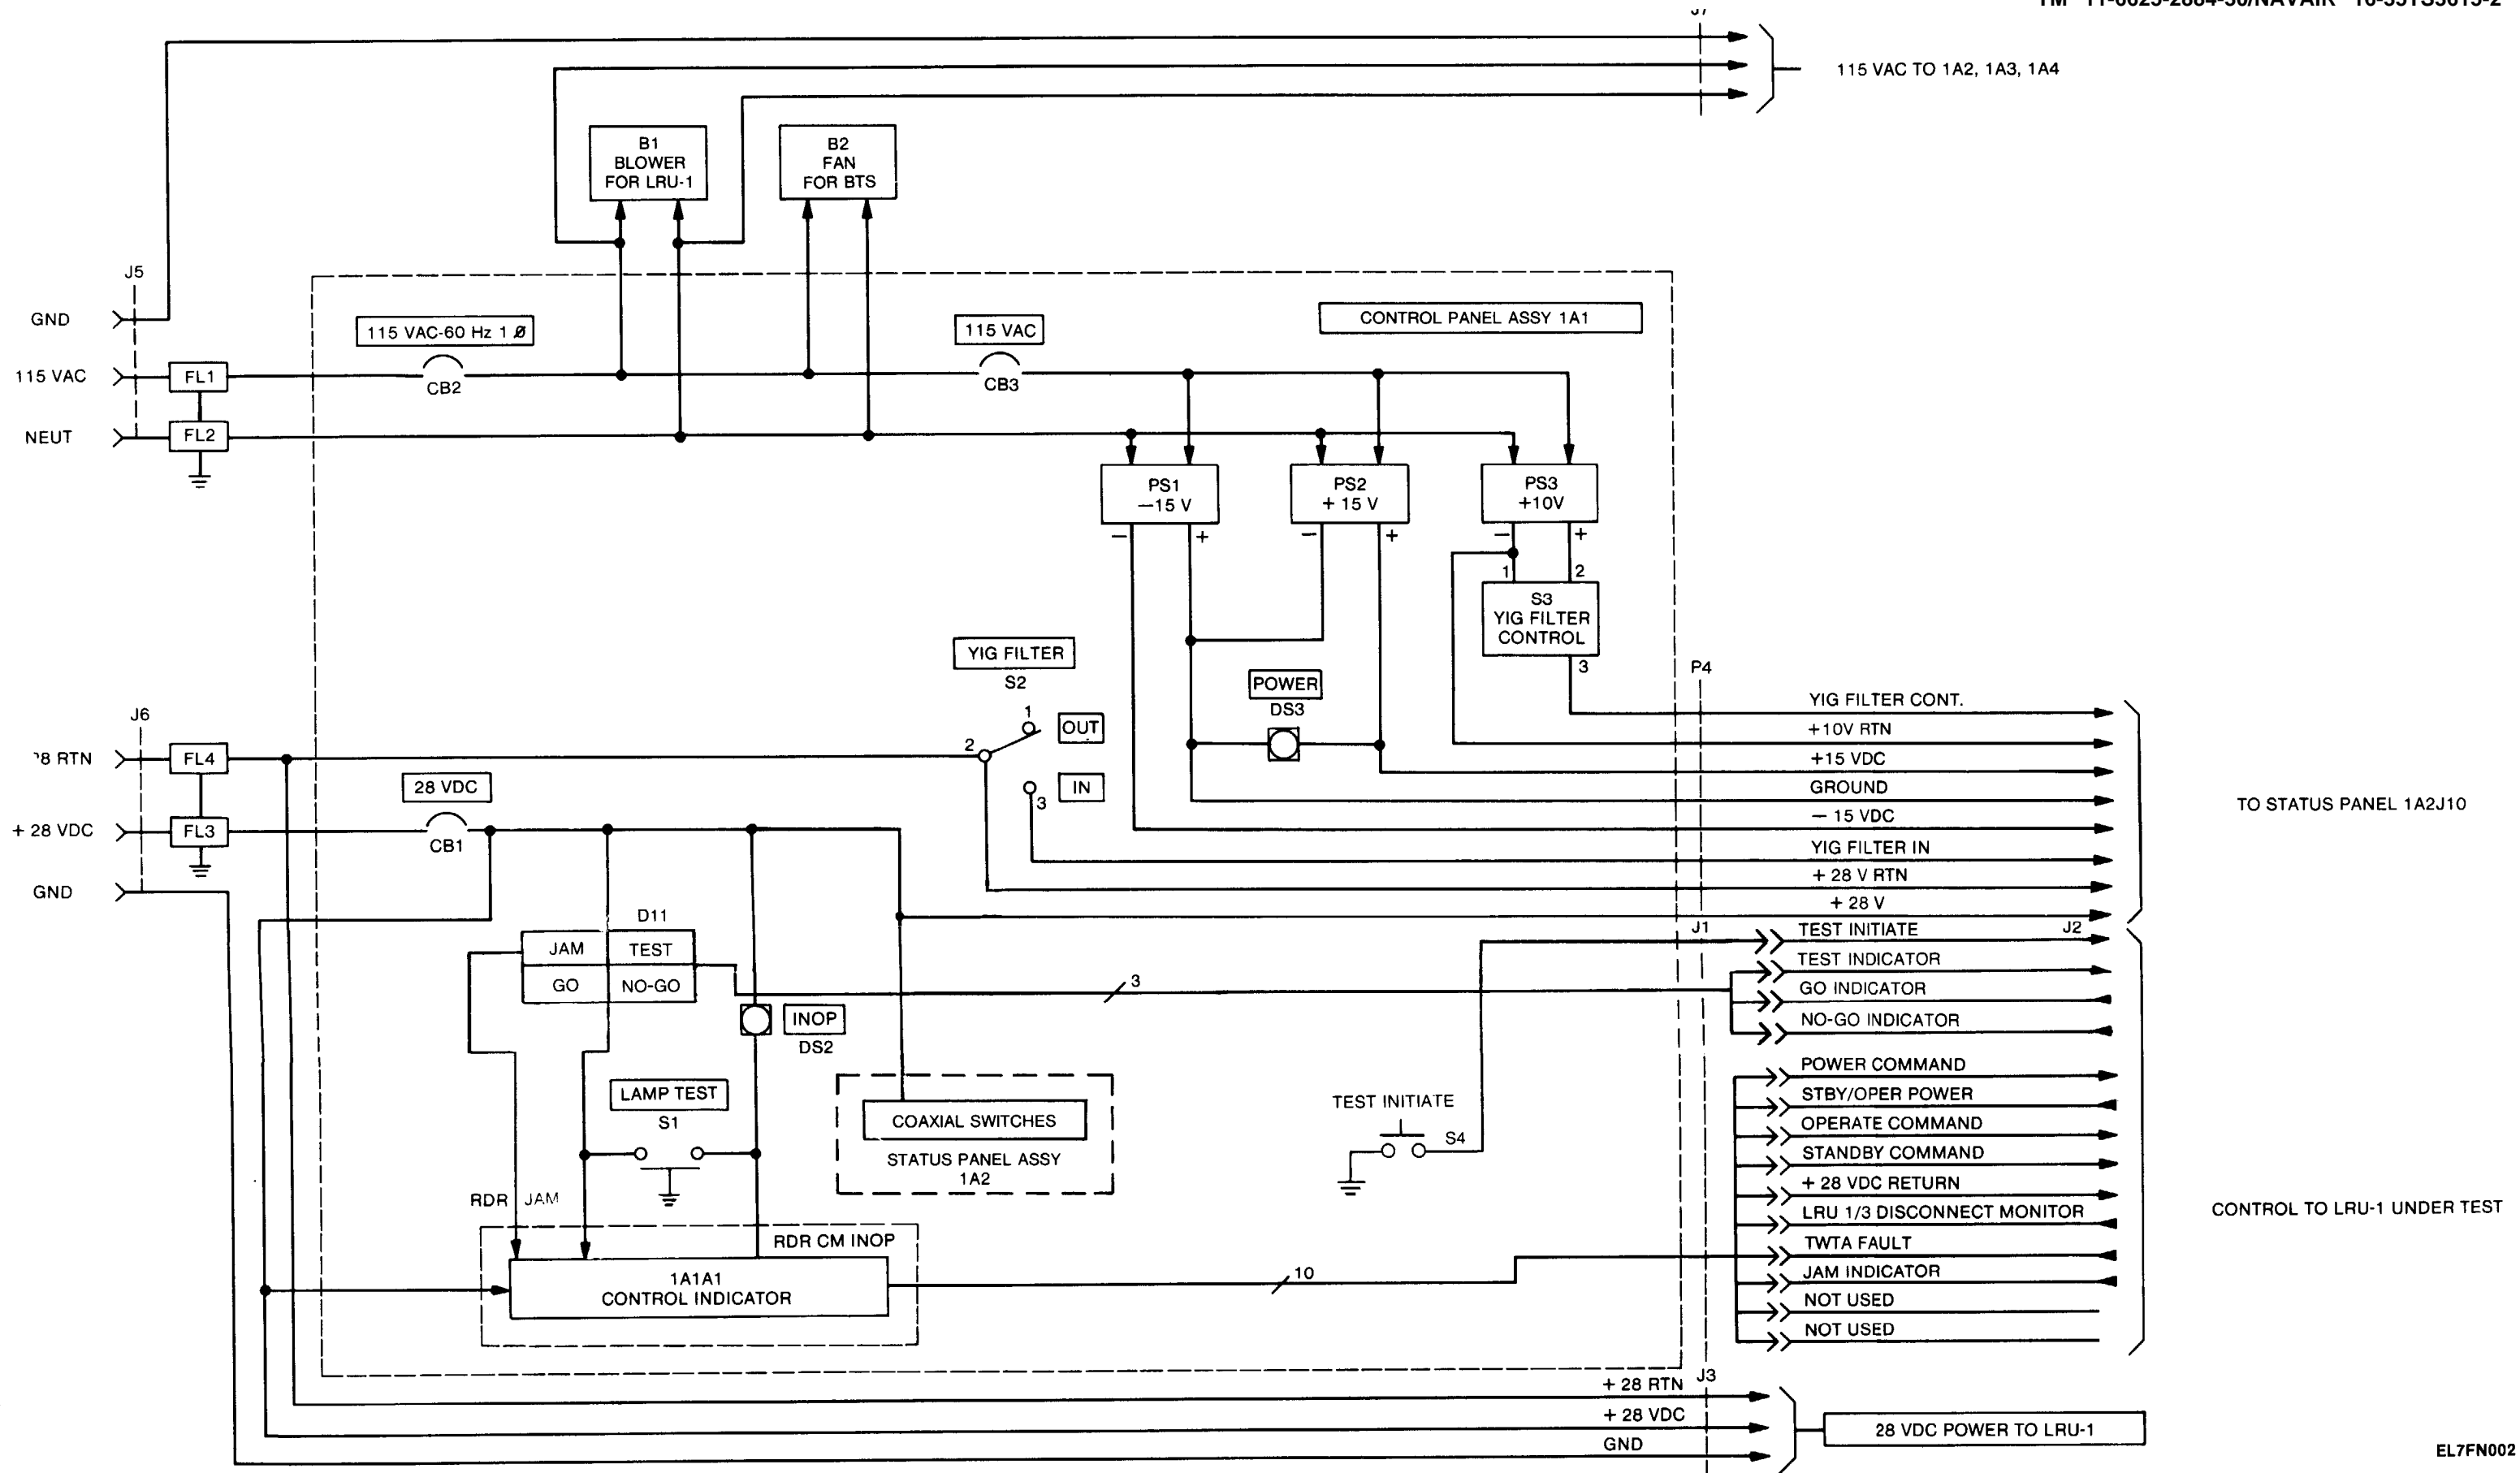 J7
115 VAC TO 1A2, 1A3, 1A4
B1
BLOWER
FOR LRU-1
B2
FAN
FOR BTS
J5
GND
115 VAC-60 Hz 1 Ø
115 VAC
CONTROL PANEL ASSY 1A1
115 VAC
FL1
CB2
CB3
NEUT
FL2
PS1
—15 V
PS2
+ 15 V
PS3
+10V
— +
— +
— +
1 2
S3
YIG FILTER
CONTROL
3
YIG FILTER
S2
1
OUT
2
IN
3
POWER
DS3
P4
YIG FILTER CONT.
+10V RTN
+15 VDC
GROUND
— 15 VDC
YIG FILTER IN
+ 28 V RTN
+ 28 V
TO STATUS PANEL 1A2J10
J6
28 RTN
FL4
28 VDC
+ 28 VDC
FL3
CB1
GND
D11
JAM TEST
GO NO-GO
INOP
DS2
3
J1
J2
TEST INITIATE
TEST INDICATOR
GO INDICATOR
NO-GO INDICATOR
POWER COMMAND
STBY/OPER POWER
OPERATE COMMAND
STANDBY COMMAND
+ 28 VDC RETURN
LRU 1/3 DISCONNECT MONITOR
TWTA FAULT
JAM INDICATOR
NOT USED
NOT USED
CONTROL TO LRU-1 UNDER TEST
LAMP TEST
S1
COAXIAL SWITCHES
STATUS PANEL ASSY
1A2
TEST INITIATE
S4
RDR JAM
RDR CM INOP
1A1A1
CONTROL INDICATOR
10
J3
+ 28 RTN
+ 28 VDC
GND
28 VDC POWER TO LRU-1
EL7FN002